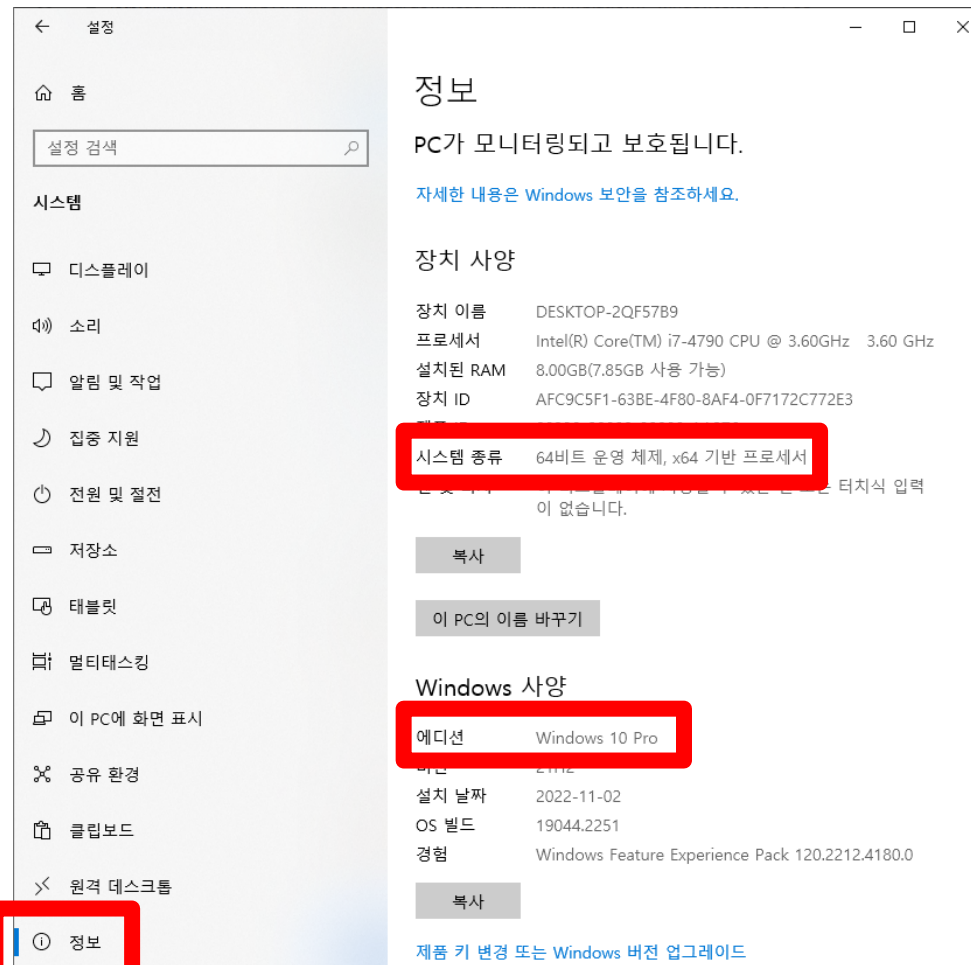 설정
홈
설정 검색
시스템
디스플레이
소리
알림 및 작업
집중 지원
전원 및 절전
저장소
태블릿
멀티태스킹
이 PC에 화면 표시
공유 환경
클립보드
원격 데스크톱
정보
정보
PC가 모니터링되고 보호됩니다.
자세한 내용은 Windows 보안을 참조하세요.
장치 사양
장치 이름 DESKTOP-2QF57B9
프로세서 Intel(R) Core(TM) i7-4790 CPU @ 3.60GHz 3.60 GHz
설치된 RAM 8.00GB(7.85GB 사용 가능)
장치 ID AFC9C5F1-63BE-4F80-8AF4-0F7172C772E3
시스템 종류 64비트 운영 체제, x64 기반 프로세서
터치식 입력
이 없습니다.
복사
이 PC의 이름 바꾸기
Windows 사양
에디션 Windows 10 Pro
설치 날짜 2022-11-02
OS 빌드 19044.2251
경험 Windows Feature Experience Pack 120.2212.4180.0
복사
제품 키 변경 또는 Windows 버전 업그레이드